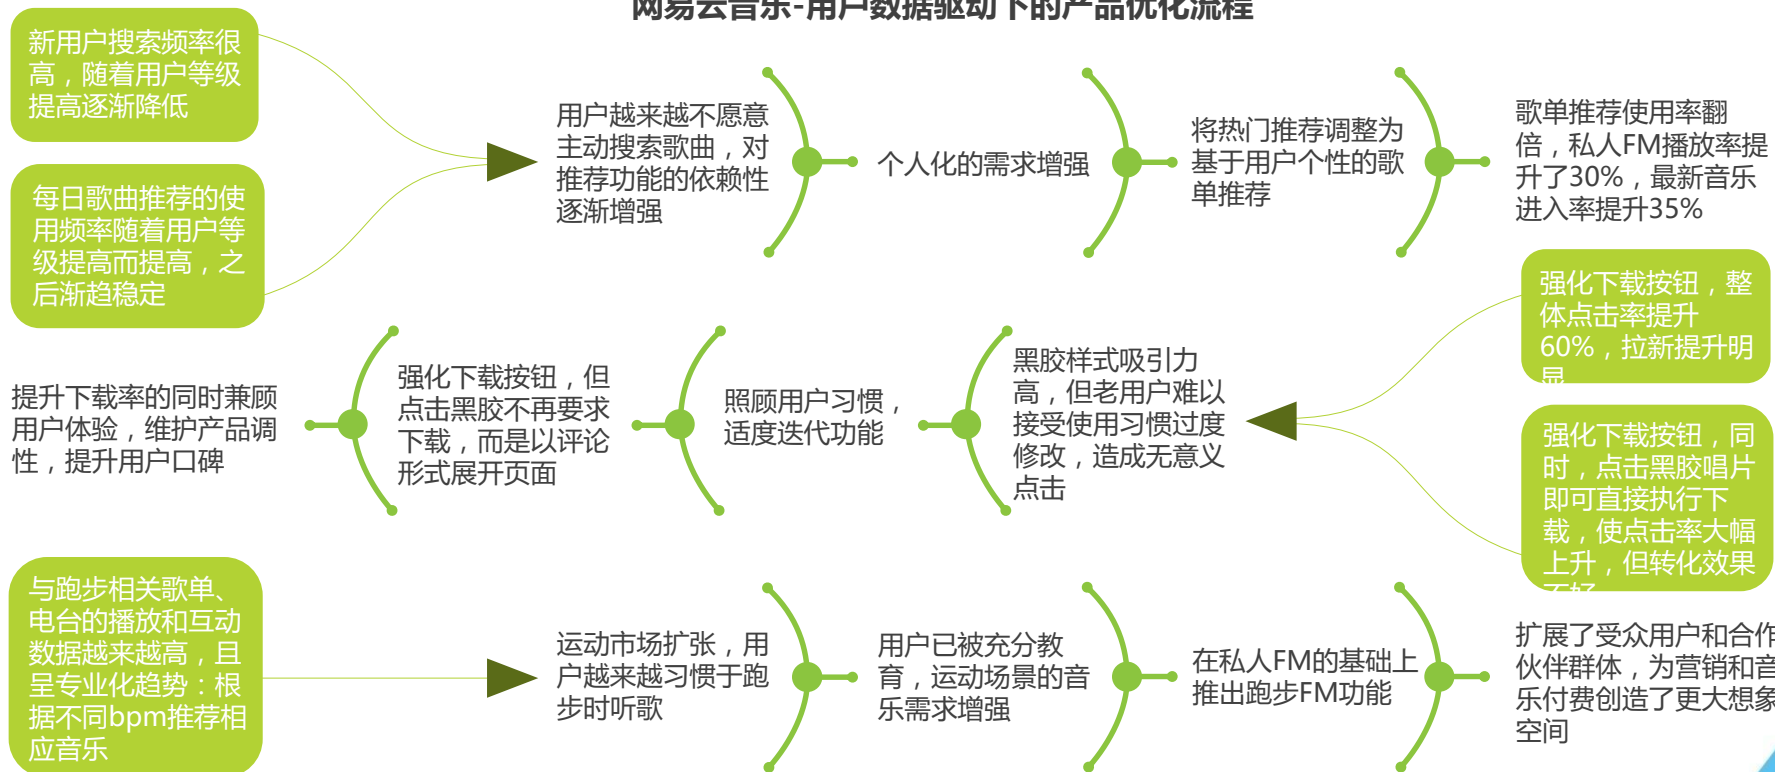 网易云音乐-用户数据驱动下的产品优化流程
新用户搜索频率很
高，随着用户等级
提高逐渐降低
每日歌曲推荐的使
用频率随着用户等
级提高而提高，之
后渐趋稳定
用户越来越不愿意
主动搜索歌曲，对
推荐功能的依赖性
逐渐增强
个人化的需求增强
将热门推荐调整为
基于用户个性的歌
单推荐
歌单推荐使用率翻
倍，私人FM播放率提
升了30%，最新音乐
进入率提升35%
强化下载按钮，整
体点击率提升
60%，拉新提升明
显
强化下载按钮，同
时，点击黑胶唱片
即可直接执行下
载，使点击率大幅
上升，但转化效果
不好
黑胶样式吸引力
高，但老用户难以
接受使用习惯过度
修改，造成无意义
点击
照顾用户习惯，
适度迭代功能
强化下载按钮，但
点击黑胶不再要求
下载，而是以评论
形式展开页面
提升下载率的同时兼顾
用户体验，维护产品调
性，提升用户口碑
与跑步相关歌单、
电台的播放和互动
数据越来越高，且
呈专业化趋势：根
据不同bpm推荐相
应音乐
运动市场扩张，用
户越来越习惯于跑
步时听歌
用户已被充分教
育，运动场景的音
乐需求增强
在私人FM的基础上
推出跑步FM功能
扩展了受众用户和合作
伙伴群体，为营销和音
乐付费创造了更大想象
空间